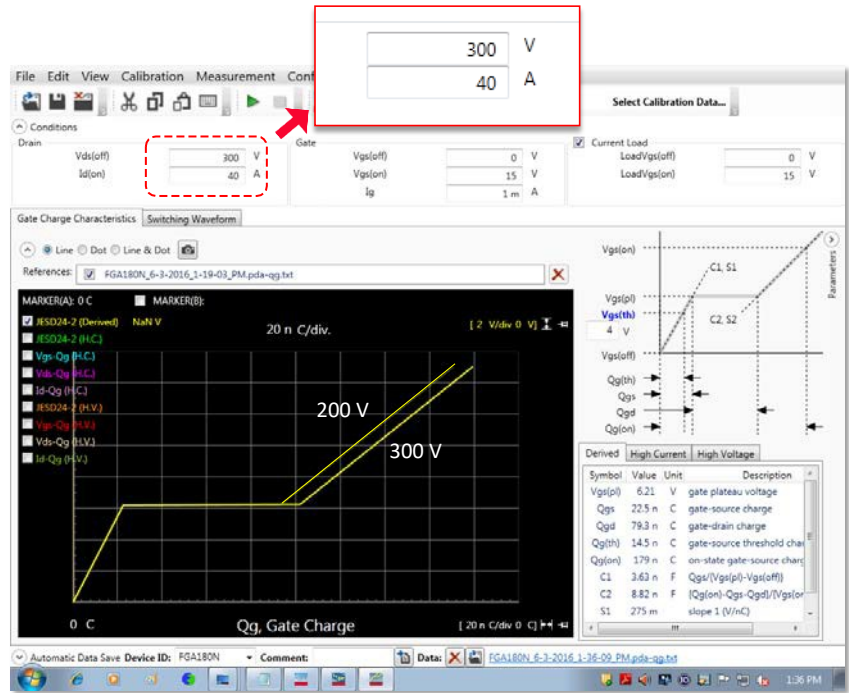 300 V
40 A
File Edit View Calibration Measurement Conf
Select Calibration Data...
Conditions
Drain
Vds(off) 300 V
Id(on) 40 A
Gate
Vgs(off) 0 V
Vgs(on) 15 V
Ig 1 m A
Current Load
LoadVgs(off) 0 V
LoadVgs(on) 15 V
Gate Charge Characteristics Switching Waveform
Line Dot Line & Dot
References: FGA180N_6-3-2016_1-19-03_PM.pda-qg.txt
MARKER(A): 0 C MARKER(B):
JESD24-2 (Derived) NaN V
20 n C/div.
[ 2 V/div 0 V]
JESD24-2 (H.C.)
Vgs-Qg (H.C.)
Vds-Qg (H.C.)
Id-Qg (H.C.)
JESD24-2 (H.V.)
Vgs-Qg (H.V.)
Vds-Qg (H.V.)
Id-Qg (H.V.)
200 V
300 V
0 C
Qg, Gate Charge
[ 20 n C/div 0 C]
Parameters
Vgs(on)
C1, S1
Vgs(pl)
Vgs(th)
4 V
C2, S2
Vgs(off)
Qg(th)
Qgs
Qgd
Qg(on)
Derived High Current High Voltage
Symbol Value Unit Description
Vgs(pl) 6.21 V gate plateau voltage
Qgs 22.5 n C gate-source charge
Qgd 79.3 n C gate-drain charge
Qg(th) 14.5 n C gate-source threshold char
Qg(on) 179 n C on-state gate-source charg
C1 3.63 n F Qgs/(Vgs(pl)-Vgs(off))
C2 8.82 n F (Qg(on)-Qgs-Qgd)/(Vgs(or
S1 275 m slope 1 (V/nC)
Automatic Data Save Device ID: FGA180N Comment: Data: FGA180N_6-3-2016_1-36-09_PM.pda-qg.txt
1:36 PM